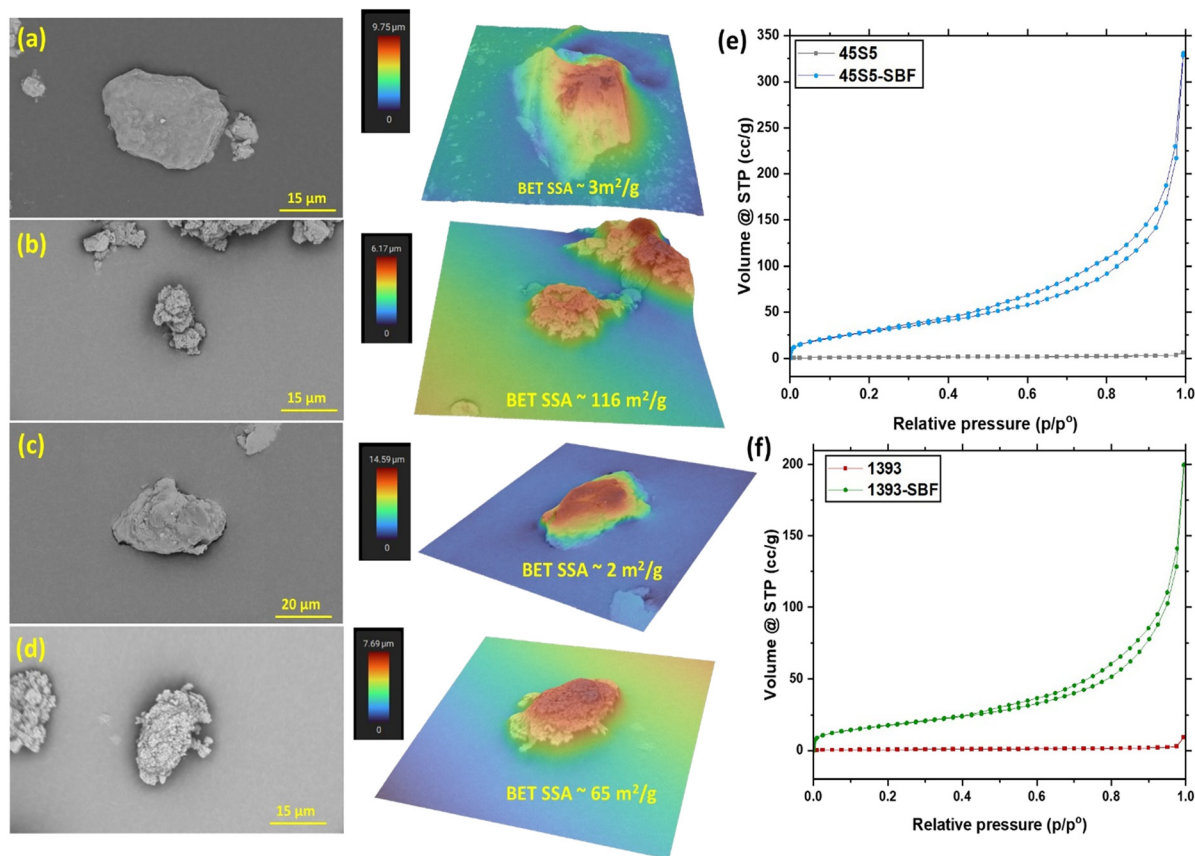 (a)
15 µm
9.75 µm
0
BET SSA ~ 3m²/g
(b)
15 µm
6.17 µm
0
BET SSA ~ 116 m²/g
(c)
20 µm
14.59 µm
0
BET SSA ~ 2 m²/g
(d)
15 µm
7.69 µm
0
BET SSA ~ 65 m²/g
(e)
45S5
45S5-SBF
Volume @ STP (cc/g)
350
300
250
200
150
100
50
0
0.0 0.2 0.4 0.6 0.8 1.0
Relative pressure (p/pº)
(f)
1393
1393-SBF
Volume @ STP (cc/g)
200
150
100
50
0
0.0 0.2 0.4 0.6 0.8 1.0
Relative pressure (p/pº)